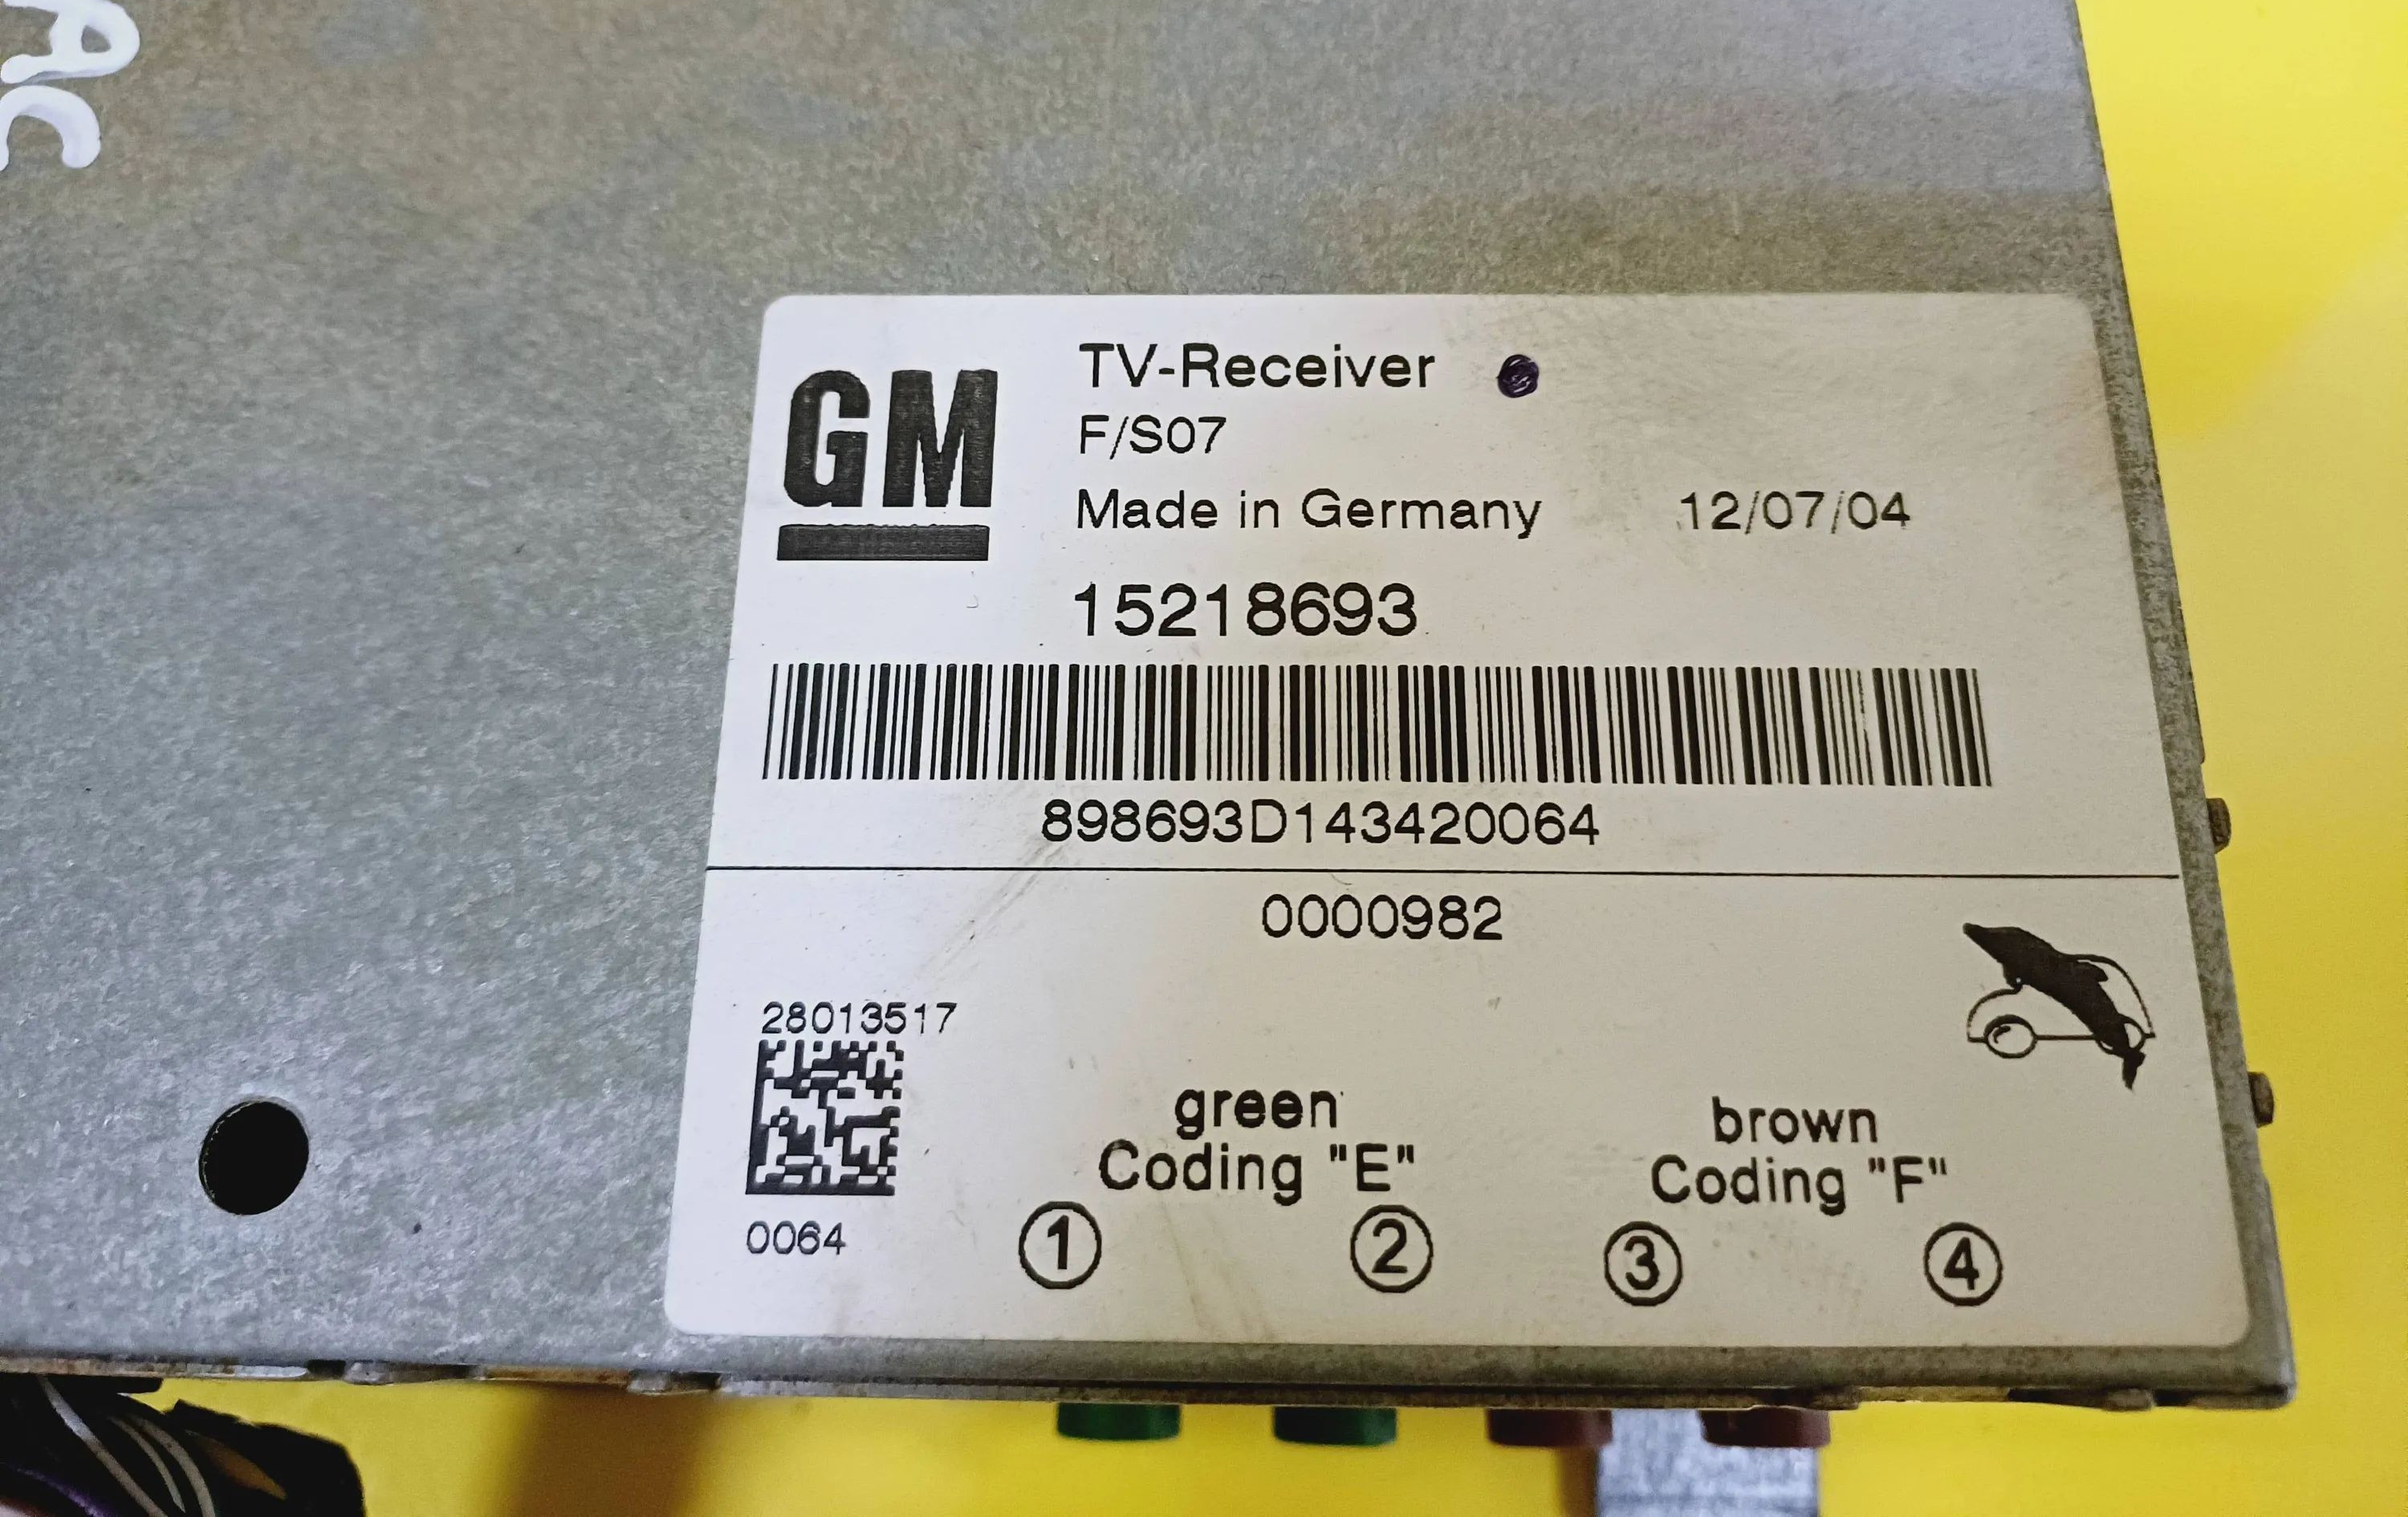 AC
GM
TV-Receiver
F/S07
Made in Germany 12/07/04
15218693
898693D143420064
0000982
28013517
0064
green
Coding "E"
brown
Coding "F"
1 2 3 4